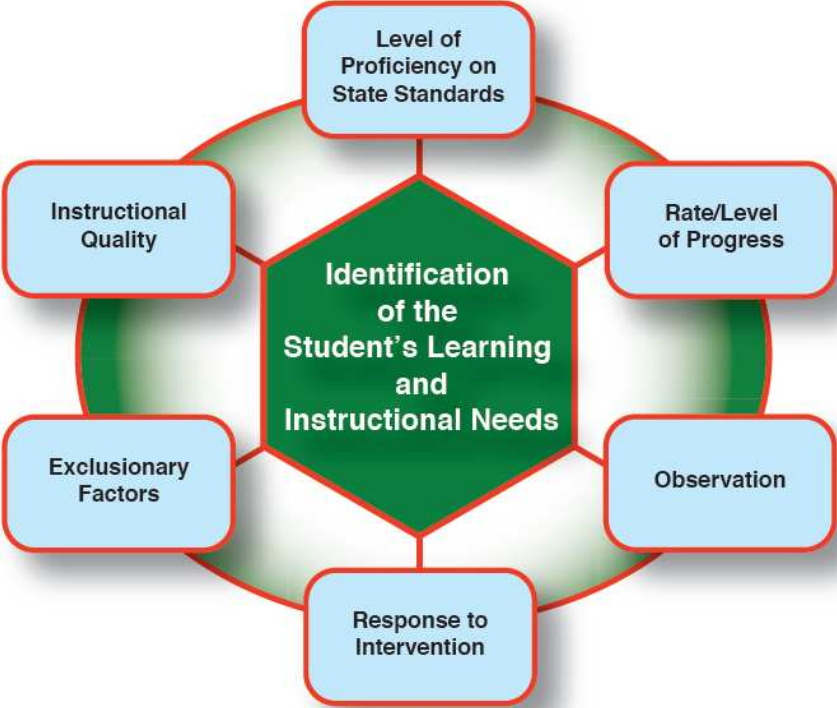 Level of
Proficiency on
State Standards
Instructional
Quality
Rate/Level
of Progress
Identification
of the
Student's Learning
and
Instructional Needs
Exclusionary
Factors
Observation
Response to
Intervention